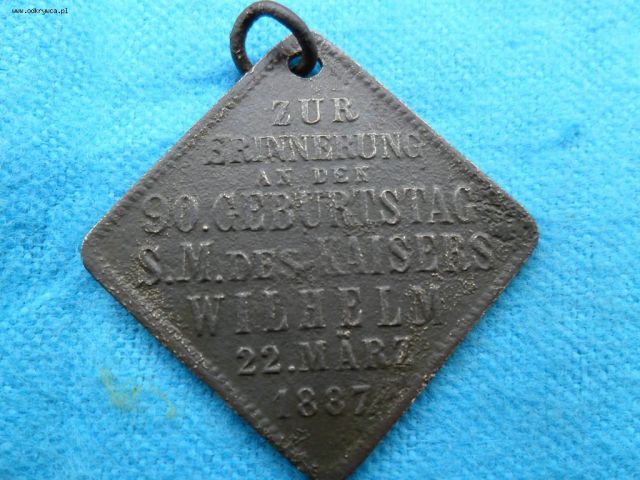 www.odkrywca.pl
ZUR
ERINNERUNG
AN DEN
90. GEBURTSTAG
S.M. DES KAISERS
WILHELM
22. MÄRZ
1887